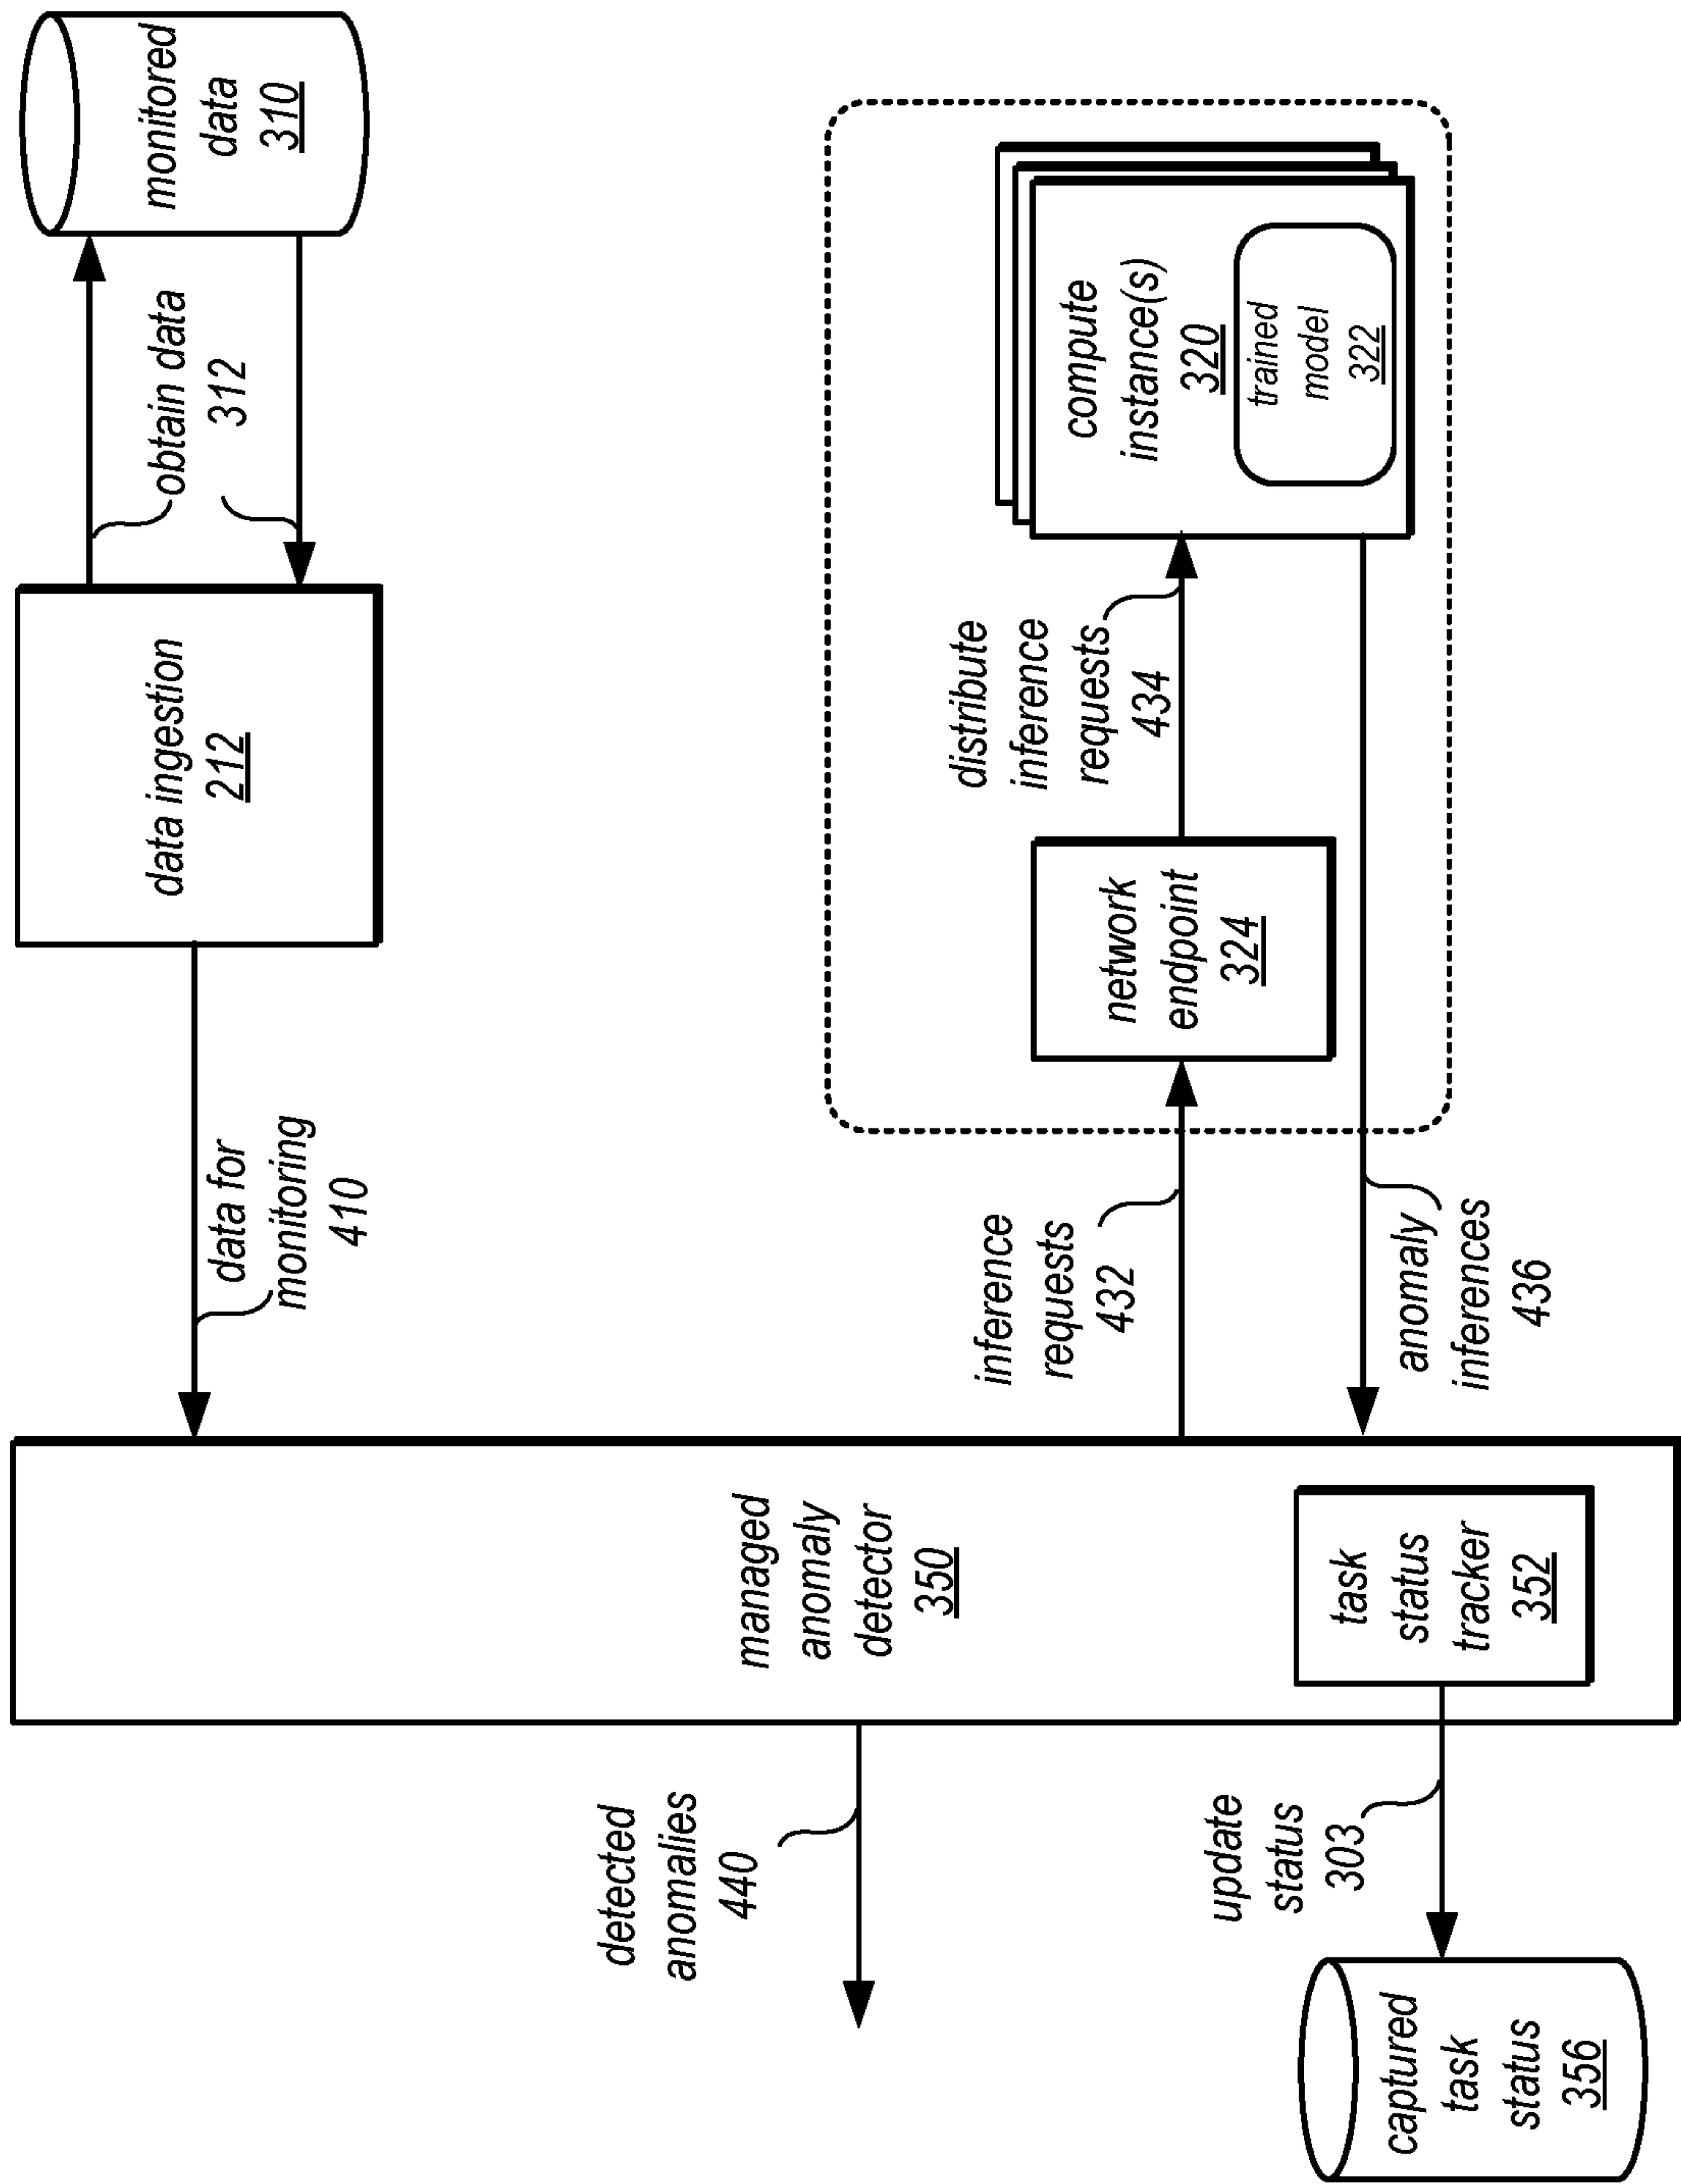 monitored
data
310
obtain data
312
data ingestion
212
data for
monitoring
410
compute
instance(s)
320
trained
model
322
distribute
inference
requests
434
network
endpoint
324
inference
requests
432
anomaly
inferences
436
managed
anomaly
detector
350
task
status
tracker
352
detected
anomalies
440
update
status
303
captured
task
status
356